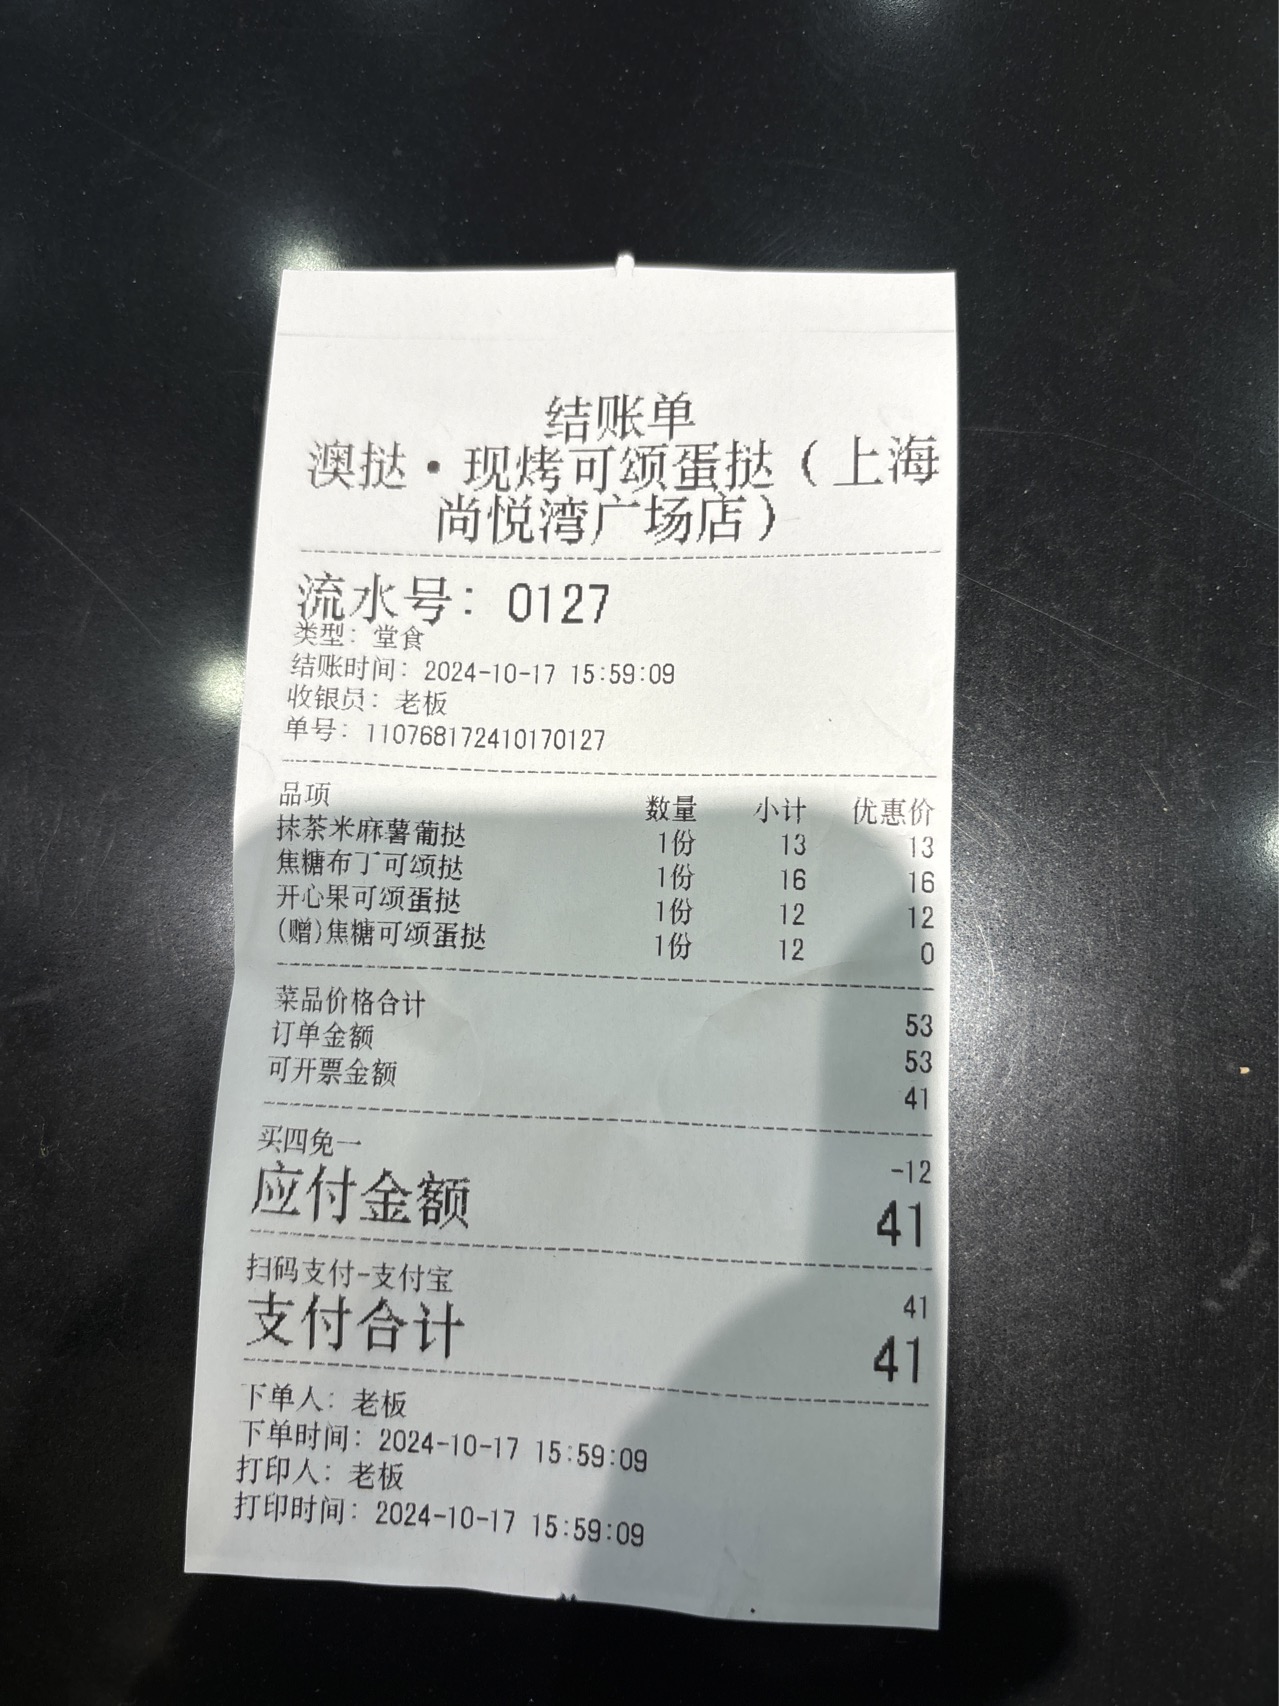 结账单
澳挞·现烤可颂蛋挞（上海
尚悦湾广场店）
流水号：0127
类型：堂食
结账时间：2024-10-17 15:59:09
收银员：老板
单号：110768172410170127
品项 数量 小计 优惠价
抹茶米麻薯葡挞 1份 13 13
焦糖布丁可颂挞 1份 16 16
开心果可颂蛋挞 1份 12 12
(赠)焦糖可颂蛋挞 1份 12 0
菜品价格合计 53
订单金额 53
可开票金额 41
买四免一 -12
应付金额 41
扫码支付-支付宝 41
支付合计 41
下单人：老板
下单时间：2024-10-17 15:59:09
打印人：老板
打印时间：2024-10-17 15:59:09